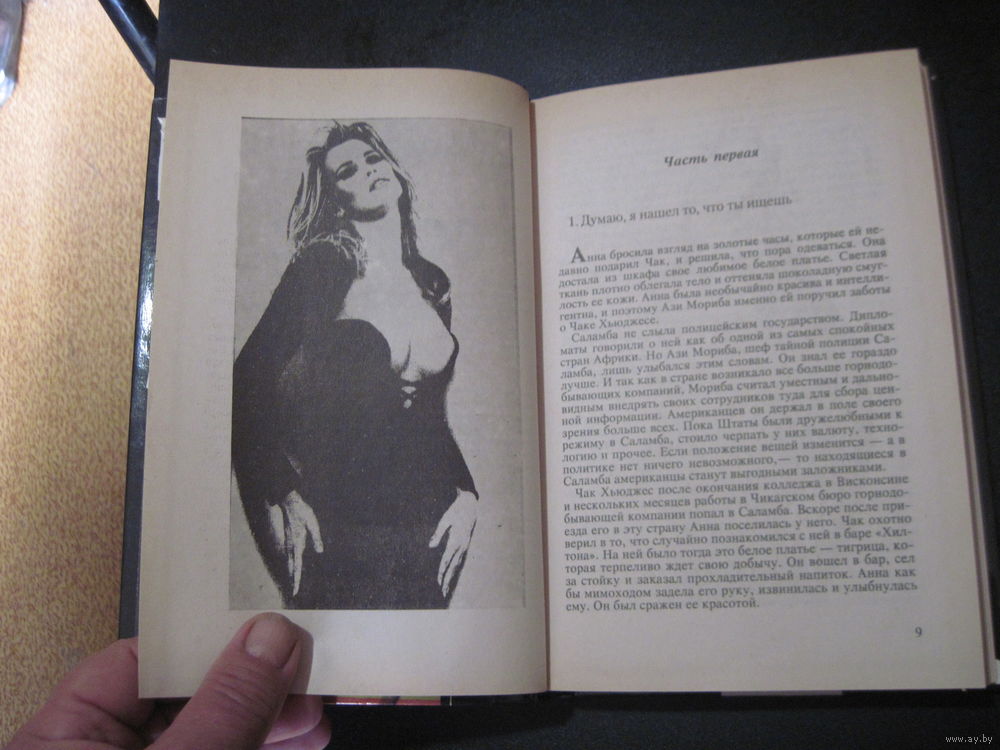 Часть первая
1. Думаю, я нашел то, что ты ищешь
Анна бросила взгляд на золотые часы, которые ей не-
давно подарил Чак, и решила, что пора одеваться. Она
достала из шкафа свое любимое белое платье. Светлая
ткань плотно облегала тело и оттеняла шоколадную смуг-
лость ее кожи. Анна была необычайно красива и интелли-
гентна, и поэтому Ази Мориба именно ей поручил заботы
о Чаке Хьюджесе.
Саламба не слыла полицейским государством. Дипло-
маты говорили о ней как об одной из самых спокойных
стран Африки. Но Ази Мориба, шеф тайной полиции Са-
ламба, лишь улыбался этим словам. Он знал ее гораздо
лучше. И так как в стране возникало все больше горнодо-
бывающих компаний, Мориба считал уместным и дально-
видным внедрять своих сотрудников туда для сбора цен-
ной информации. Американцев он держал в поле своего
зрения больше всех. Пока Штаты были дружелюбными к
режиму в Саламба, стоило черпать у них валюту, техно-
логию и прочее. Если положение вещей изменится — а в
политике нет ничего невозможного,— то находящиеся в
Саламба американцы станут выгодными заложниками.
Чак Хьюджес после окончания колледжа в Висконсине
и нескольких месяцев работы в Чикагском бюро горнодо-
бывающей компании попал в Саламба. Вскоре после при-
езда его в эту страну Анна поселилась у него. Чак охотно
верил в то, что случайно познакомился с ней в баре «Хил-
тона». На ней было тогда это белое платье — тигрица, ко-
торая терпеливо ждет свою добычу. Он вошел в бар, сел
за стойку и заказал прохладительный напиток. Анна как
бы мимоходом задела его руку, извинилась и улыбнулась
ему. Он был сражен ее красотой.
9
www.ay.by